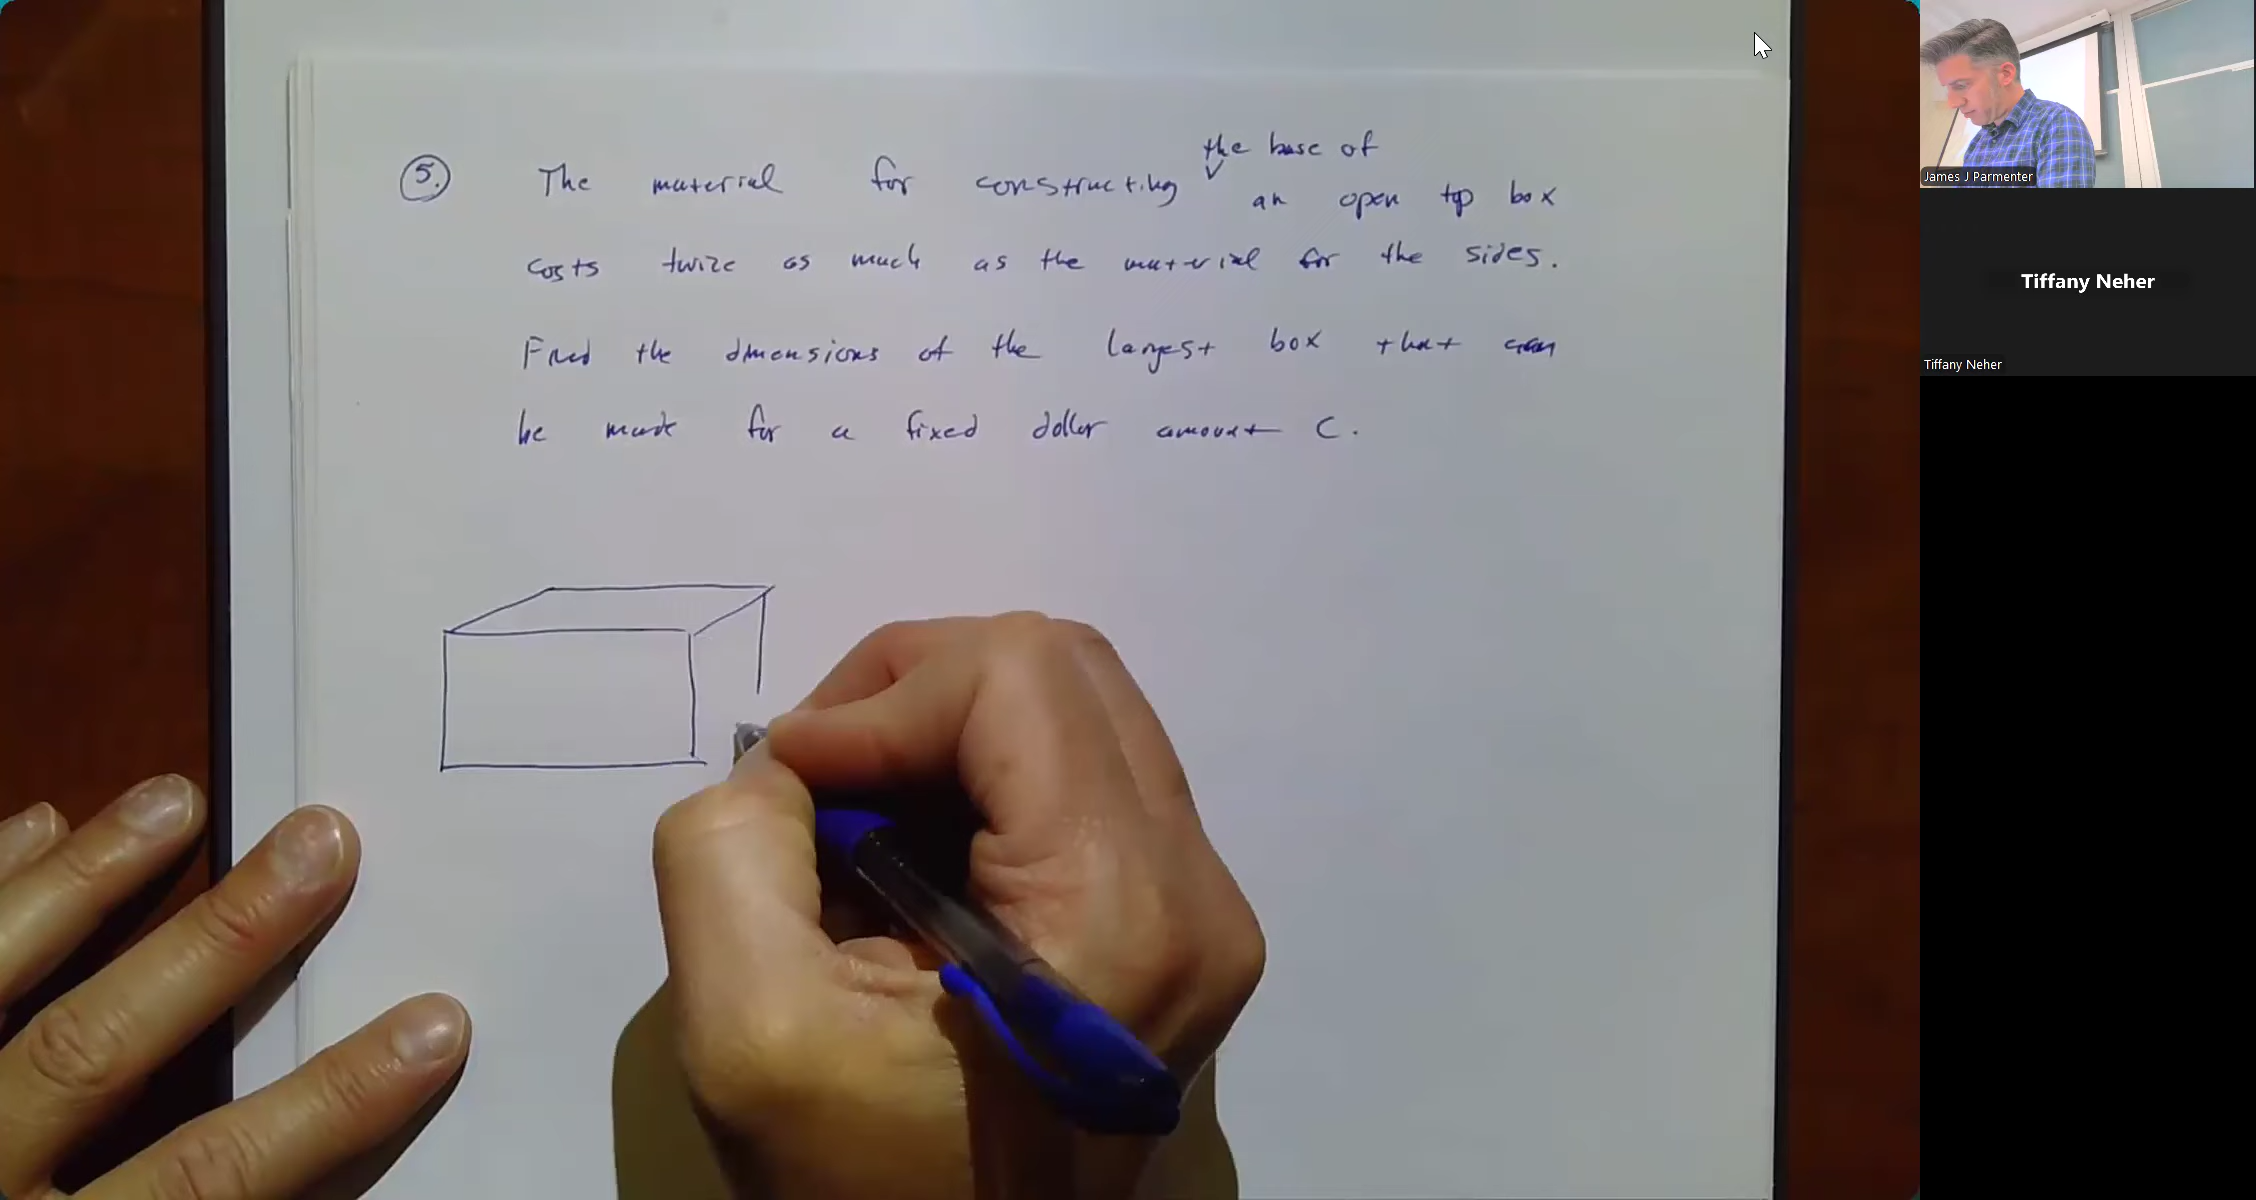 the base of
5. The material for constructing an open top box
costs twice as much as the material for the sides.
Find the dimensions of the largest box that can
be made for a fixed dollar amount C.
James J Parmenter
Tiffany Neher
Tiffany Neher